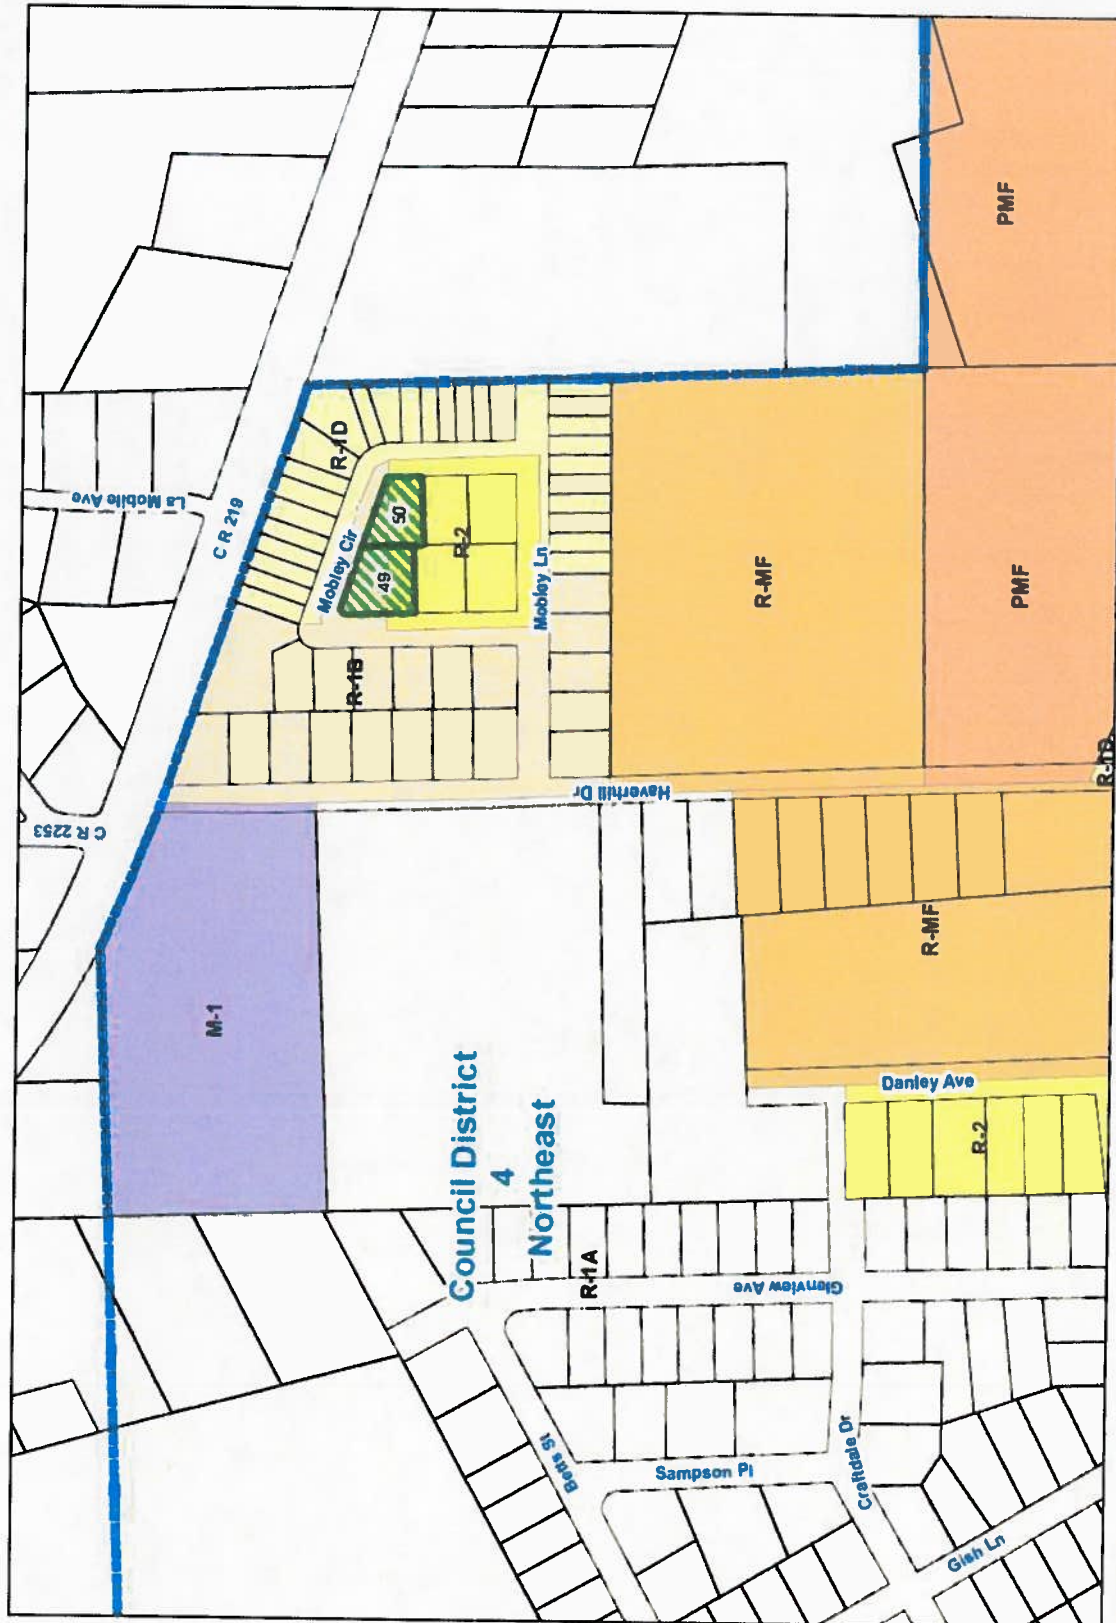 C R 2253
La Mobile Ave
C R 219
M-1
R-1D
Mobley Cir
49
50
R-1B
R-2
Mobley Ln
Haverhill Dr
Council District
4
Northeast
R-MF
PMF
PMF
R-MF
R-1A
Glenview Ave
Danley Ave
R-2
Betts St
Sampson Pl
Craftdale Dr
Gish Ln